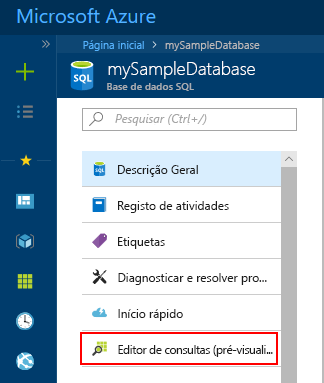 Microsoft Azure
Página inicial > mySampleDatabase
mySampleDatabase
SQL
Base de dados SQL
Pesquisar (Ctrl+/)
SQL Descrição Geral
Registo de atividades
Etiquetas
Diagnosticar e resolver pro...
Início rápido
Editor de consultas (pré-visuali...